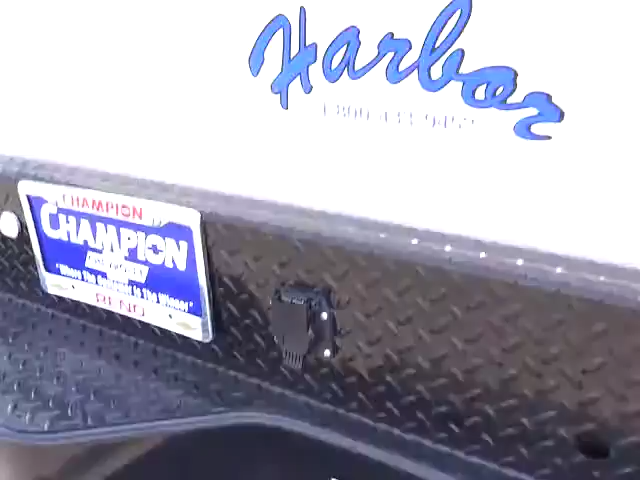 Harbor
CHAMPION
CHAMPION
"Where the Customer is The Winner"
RENO